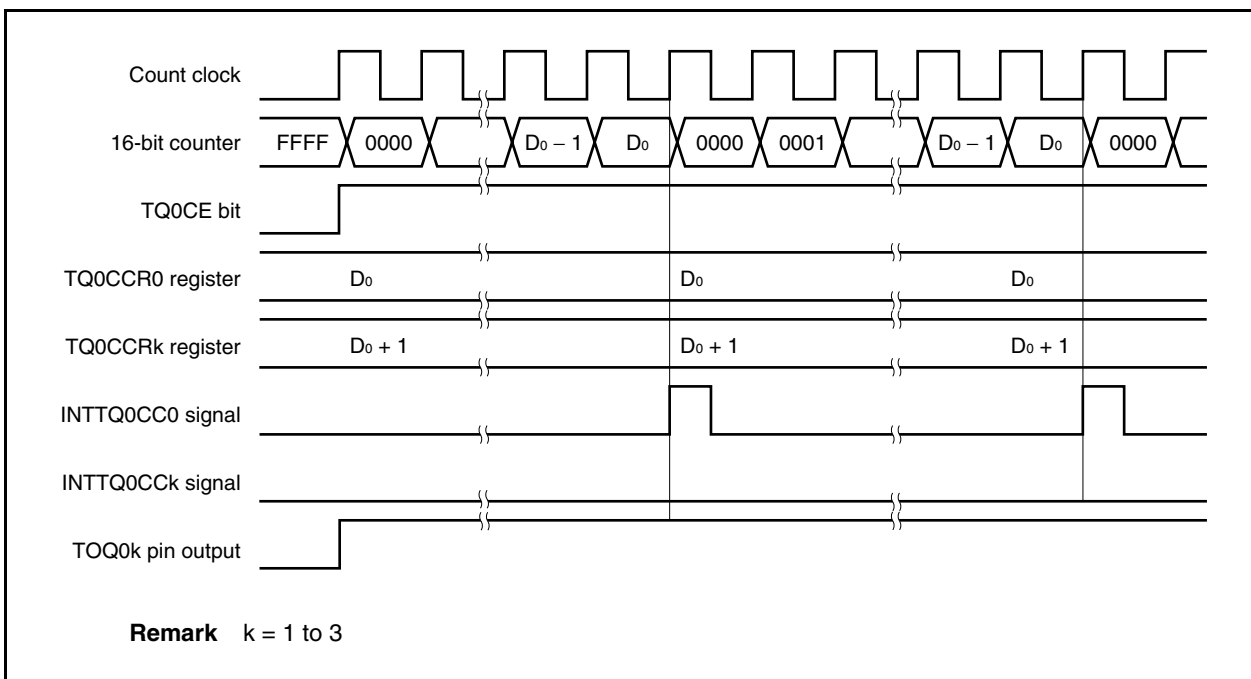 Count clock
16-bit counter FFFF 0000 D₀ − 1 D₀ 0000 0001 D₀ − 1 D₀ 0000
TQ0CE bit
TQ0CCR0 register D₀ D₀ D₀
TQ0CCRk register D₀ + 1 D₀ + 1 D₀ + 1
INTTQ0CC0 signal
INTTQ0CCk signal
TOQ0k pin output
Remark k = 1 to 3